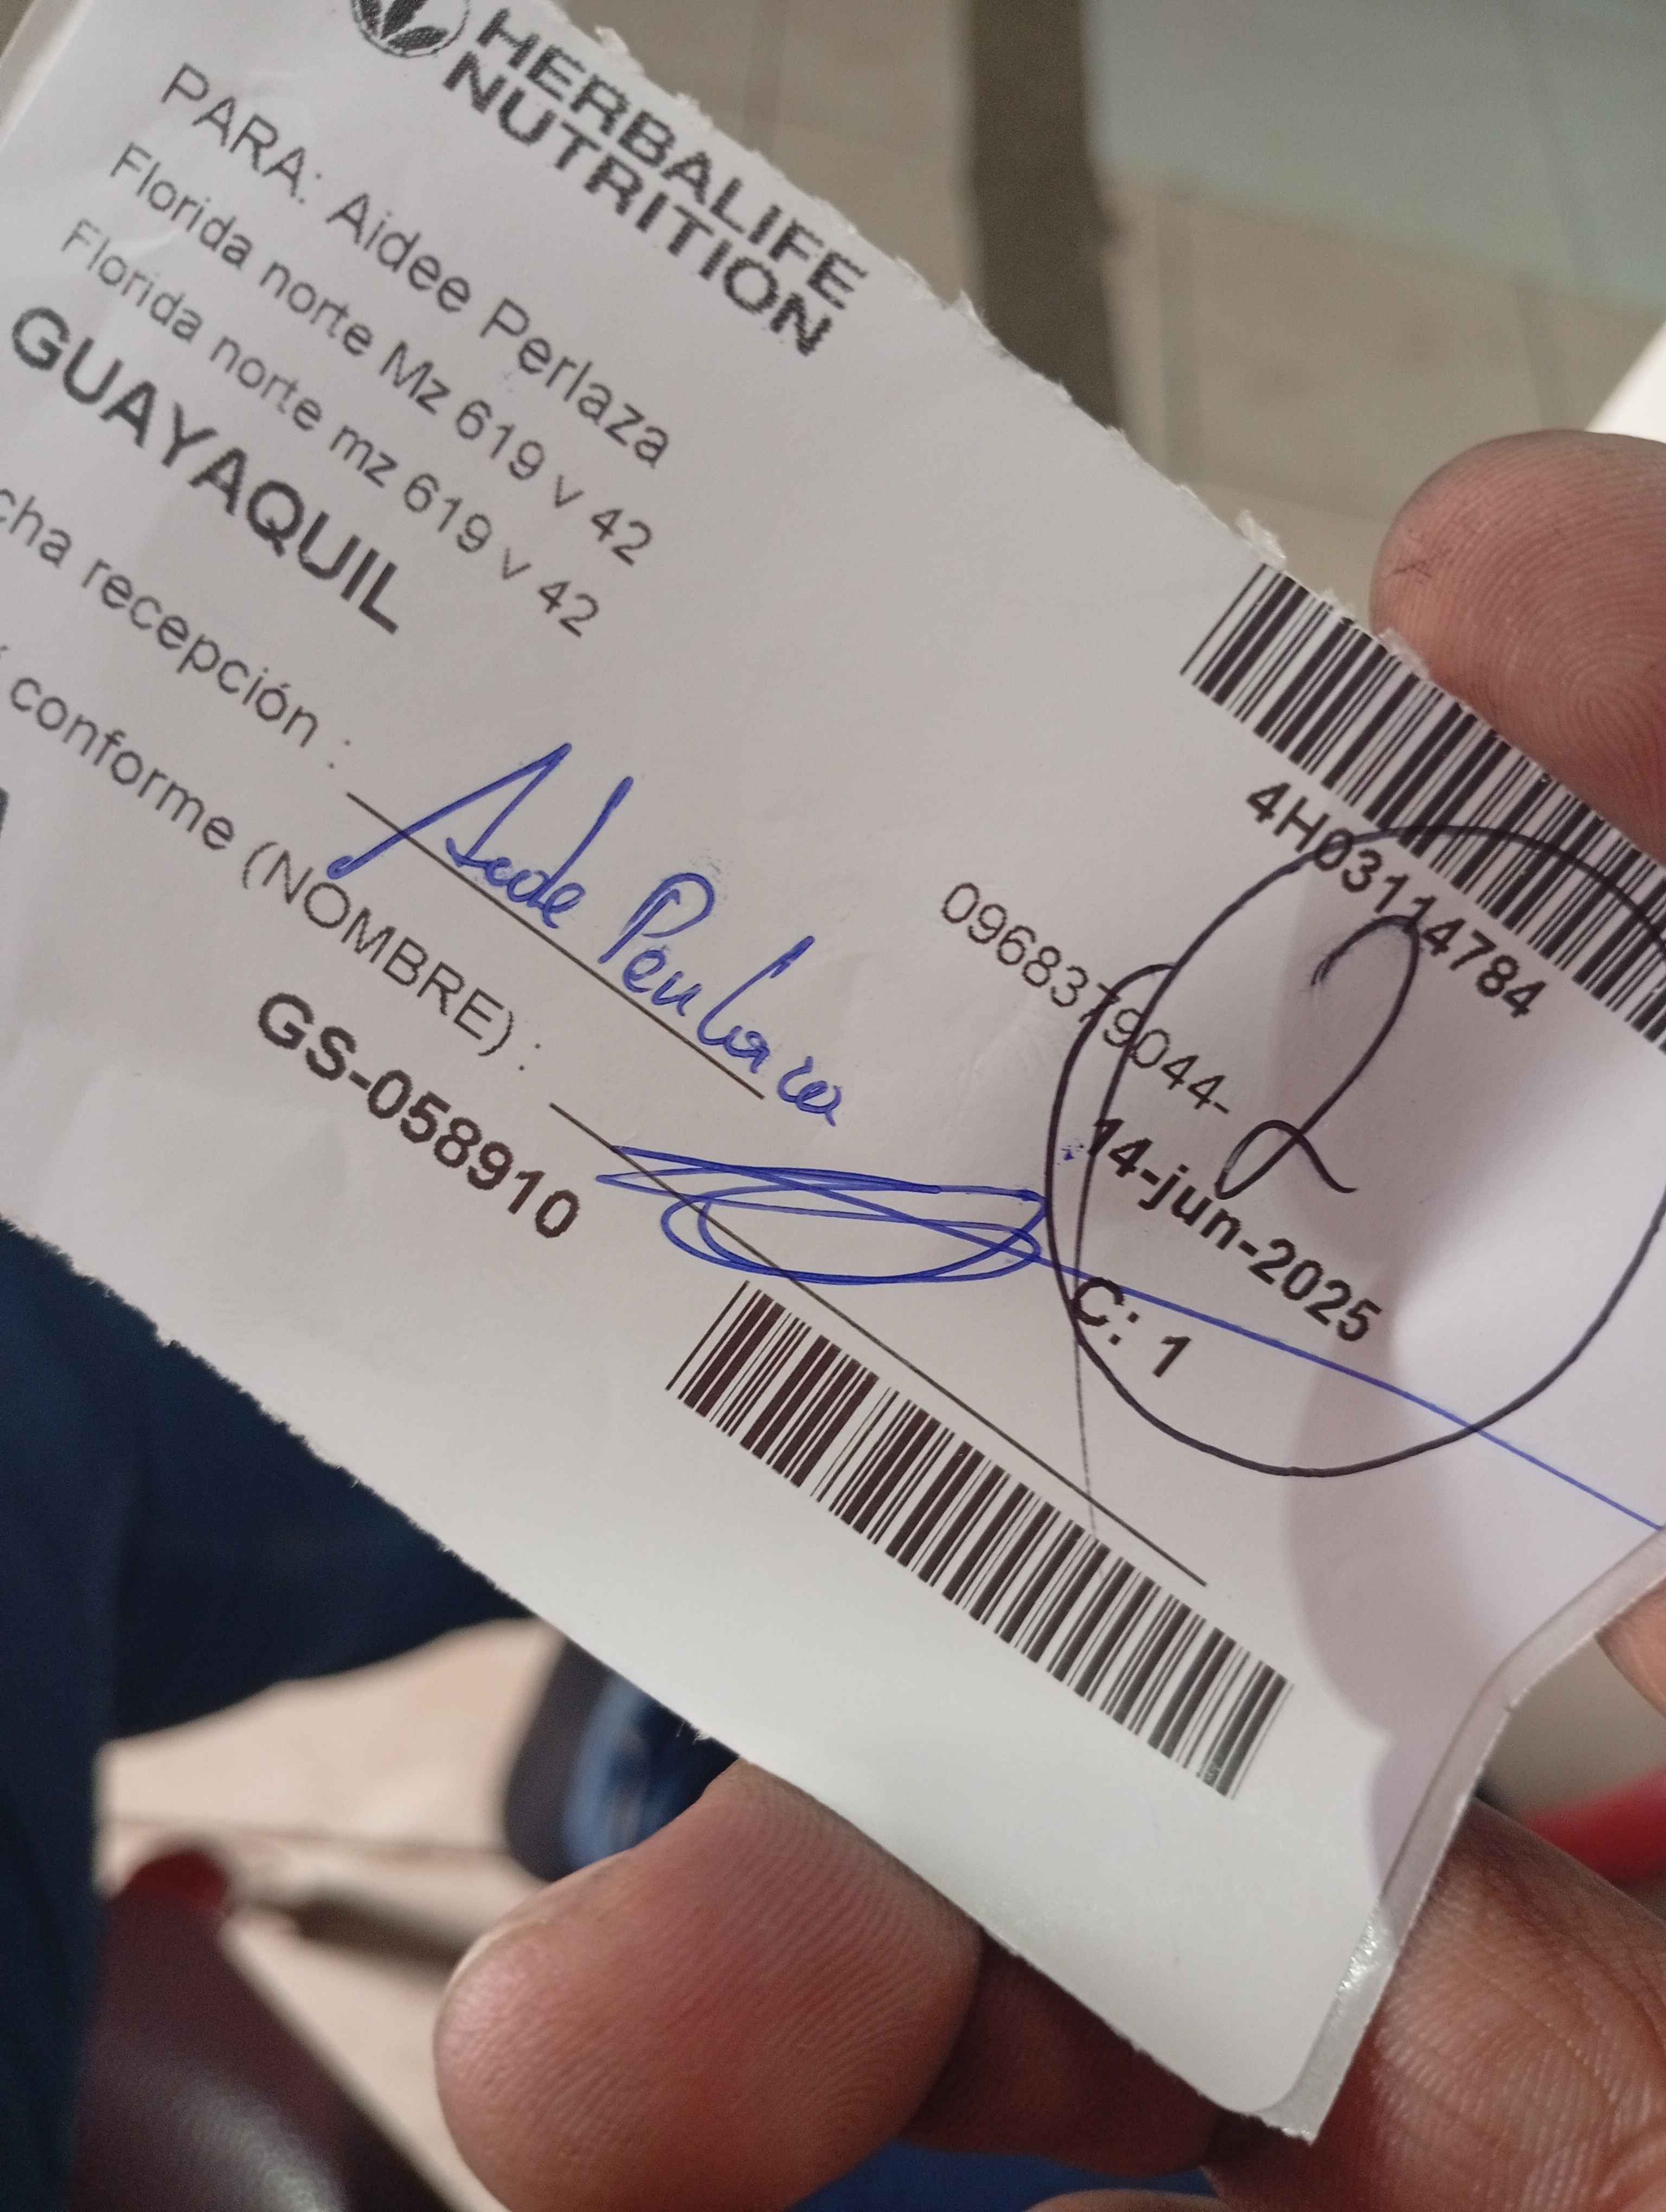 HERBALIFE
NUTRITION
PARA: Aidee Perlaza
Florida norte Mz 619 v 42
Florida norte mz 619 v 42
GUAYAQUIL
4H03114784
0968379044-
14-jun-2025
C: 1
2
cha recepción :
í conforme (NOMBRE) :
GS-058910